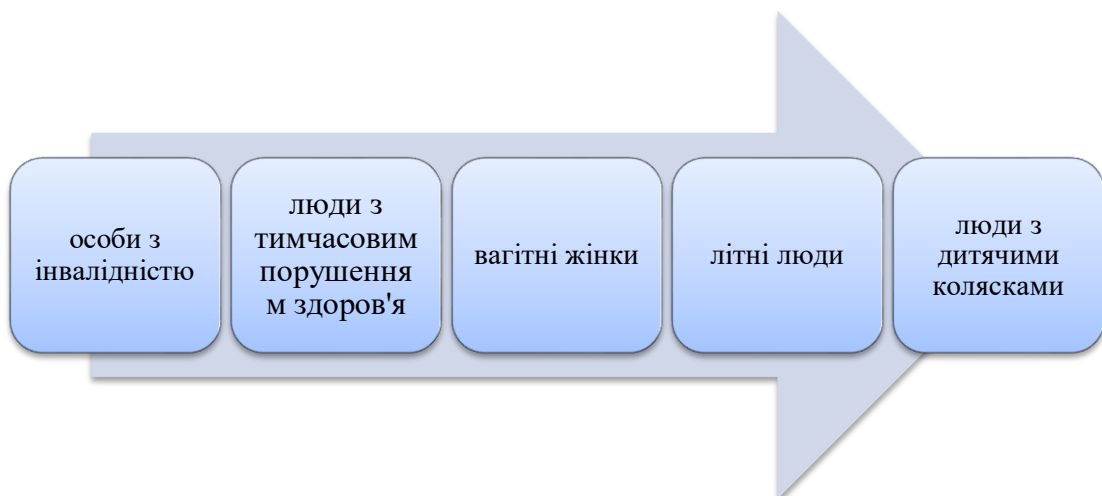 особи з
інвалідністю
люди з
тимчасовим
порушення
м здоров'я
вагітні жінки
літні люди
люди з
дитячими
колясками